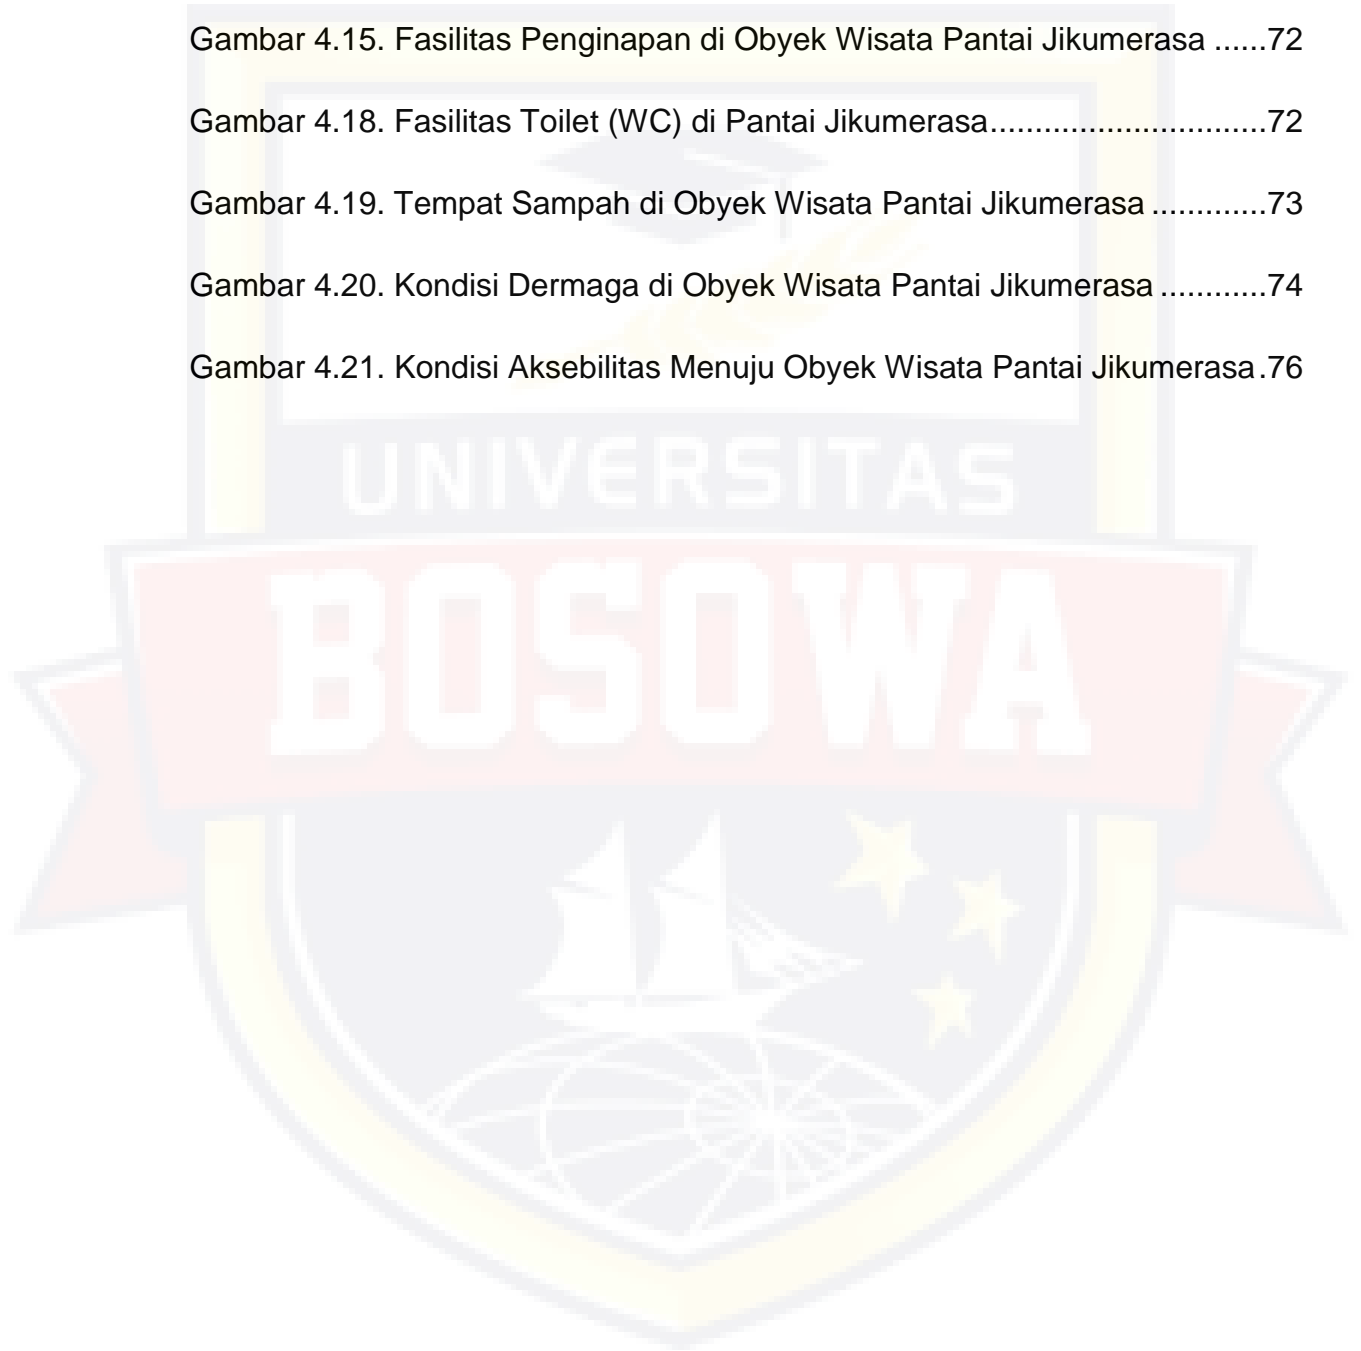 Gambar 4.15. Fasilitas Penginapan di Obyek Wisata Pantai Jikumerasa ......72
Gambar 4.18. Fasilitas Toilet (WC) di Pantai Jikumerasa...............................72
Gambar 4.19. Tempat Sampah di Obyek Wisata Pantai Jikumerasa .............73
Gambar 4.20. Kondisi Dermaga di Obyek Wisata Pantai Jikumerasa ............74
Gambar 4.21. Kondisi Aksebilitas Menuju Obyek Wisata Pantai Jikumerasa.76
UNIVERSITAS
BOSOWA